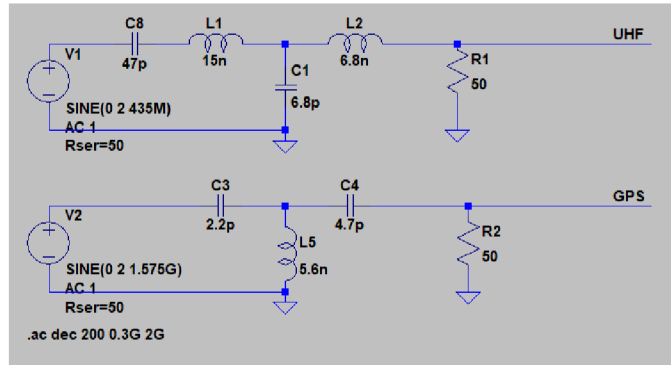 C8
L1
L2
UHF
V1
47p
15n
6.8n
R1
C1
50
6.8p
SINE(0 2 435M)
AC 1
Rser=50
C3
C4
GPS
V2
2.2p
4.7p
R2
L5
50
5.6n
SINE(0 2 1.575G)
AC 1
Rser=50
.ac dec 200 0.3G 2G